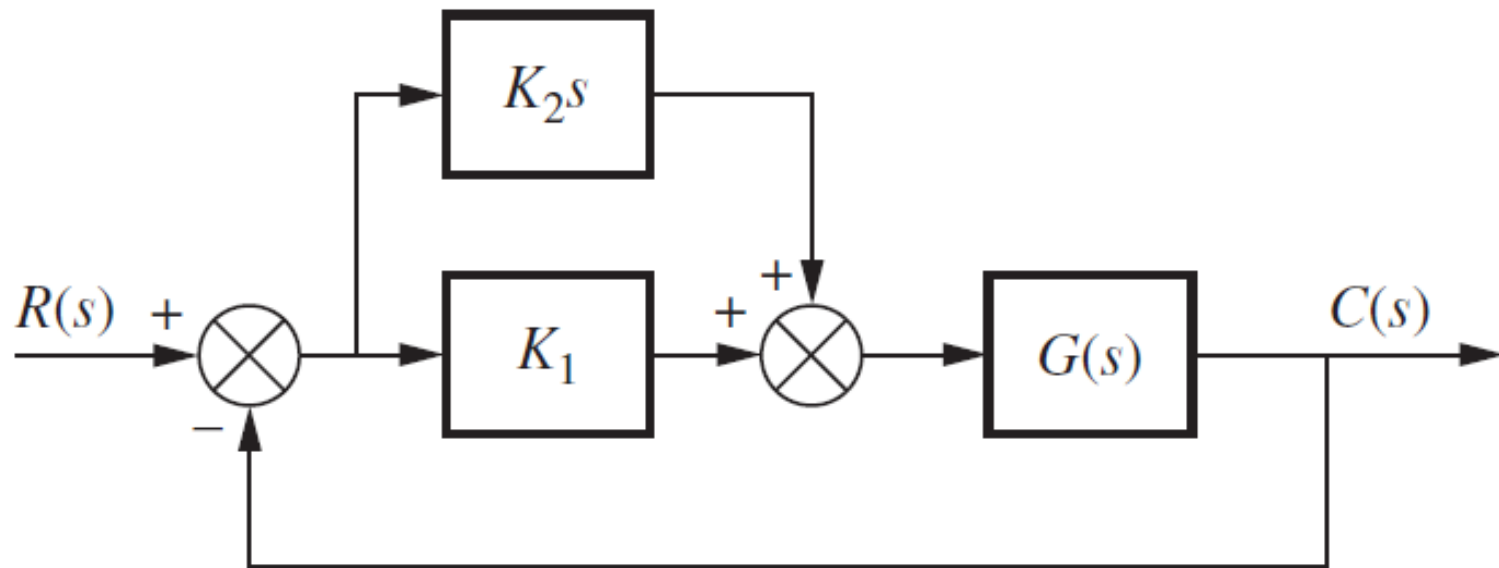 K₂s
R(s) + K₁ + + G(s) C(s)
−